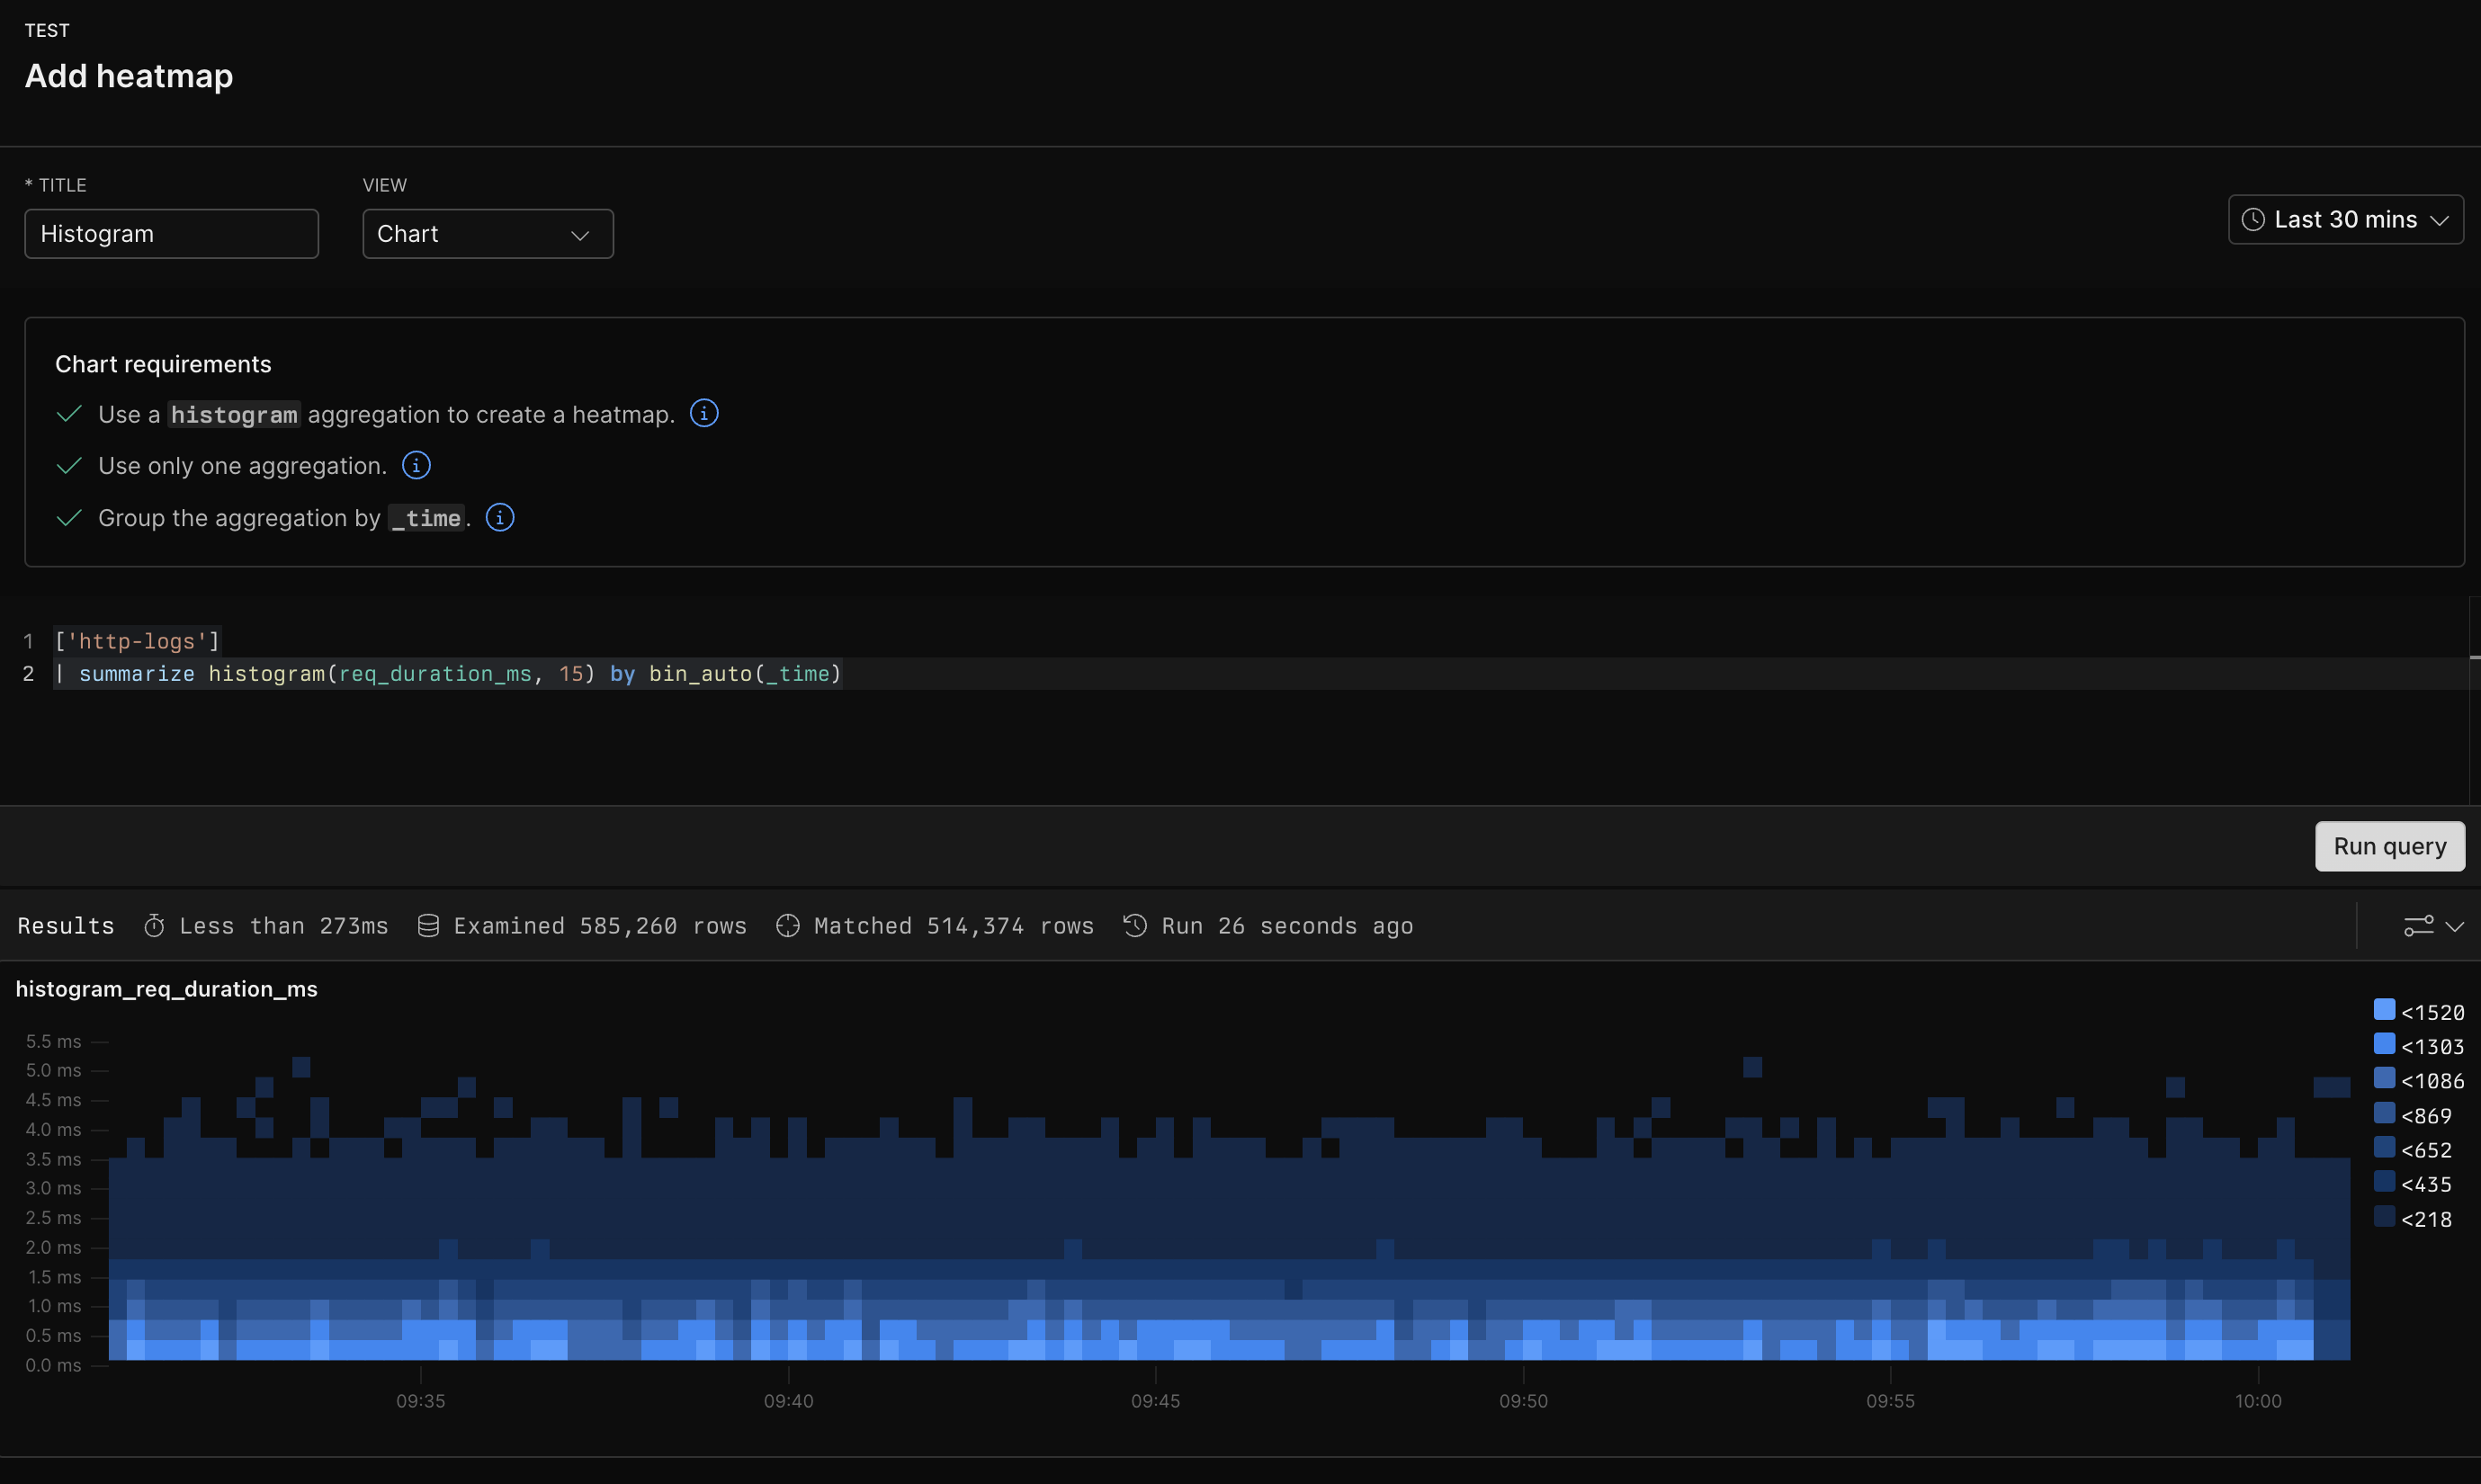 TEST
Add heatmap
* TITLE
VIEW
Histogram
Chart
Last 30 mins
Chart requirements
Use a histogram aggregation to create a heatmap.
Use only one aggregation.
Group the aggregation by _time.
1 ['http-logs']
2 | summarize histogram(req_duration_ms, 15) by bin_auto(_time)
Run query
Results Less than 273ms Examined 585,260 rows Matched 514,374 rows Run 26 seconds ago
histogram_req_duration_ms
5.5 ms
5.0 ms
4.5 ms
4.0 ms
3.5 ms
3.0 ms
2.5 ms
2.0 ms
1.5 ms
1.0 ms
0.5 ms
0.0 ms
09:35 09:40 09:45 09:50 09:55 10:00
<1520
<1303
<1086
<869
<652
<435
<218